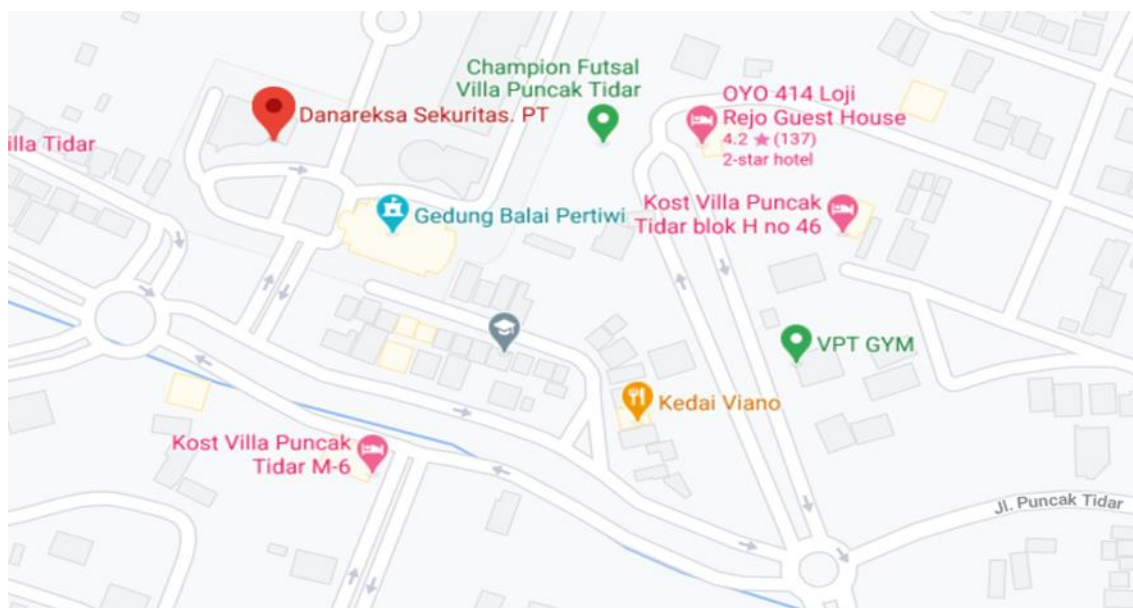 Champion Futsal
Villa Puncak Tidar
Danareksa Sekuritas. PT
OYO 414 Loji
Rejo Guest House
4.2 ★ (137)
2-star hotel
illa Tidar
Gedung Balai Pertiwi
Kost Villa Puncak
Tidar blok H no 46
VPT GYM
Kedai Viano
Kost Villa Puncak
Tidar M-6
Jl. Puncak Tidar